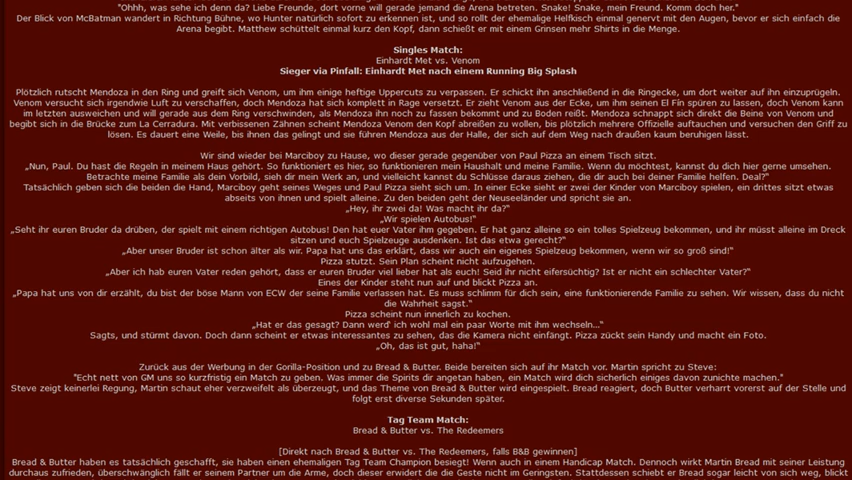 "Ohhh, was sehe ich denn da? Liebe Freunde, dort vorne will gerade jemand die Arena betreten. Snake! Snake, mein Freund. Komm doch her."
Der Blick von McBatman wandert in Richtung Bühne, wo Hunter natürlich sofort zu erkennen ist, und so rollt der ehemalige Helfkisch einmal genervt mit den Augen, bevor er sich einfach die
Arena begibt. Matthew schüttelt einmal kurz den Kopf, dann schießt er mit einem Grinsen mehr Shirts in die Menge.
Singles Match:
Einhardt Met vs. Venom
Sieger via Pinfall: Einhardt Met nach einem Running Big Splash
Plötzlich rutscht Mendoza in den Ring und greift sich Venom, um ihm einige heftige Uppercuts zu verpassen. Er schickt ihn anschließend in die Ringecke, um dort weiter auf ihn einzuprügeln.
Venom versucht sich irgendwie Luft zu verschaffen, doch Mendoza hat sich komplett in Rage versetzt. Er zieht Venom aus der Ecke, um ihm seinen El Fín spüren zu lassen, doch Venom kann
im letzten ausweichen und will gerade aus dem Ring verschwinden, als Mendoza ihn noch zu fassen bekommt und zu Boden reißt. Mendoza schnappt sich direkt die Beine von Venom und
begibt sich in die Brücke zum La Cerradura. Mit verbissenen Zähnen scheint Mendoza Venom den Kopf abreißen zu wollen, bis plötzlich mehrere Offizielle auftauchen und versuchen den Griff zu
lösen. Es dauert eine Weile, bis ihnen das gelingt und sie führen Mendoza aus der Halle, der sich auf dem Weg nach draußen kaum beruhigen lässt.
Wir sind wieder bei Marciboy zu Hause, wo dieser gerade gegenüber von Paul Pizza an einem Tisch sitzt.
„Nun, Paul. Du hast die Regeln in meinem Haus gehört. So funktioniert es hier, so funktionieren mein Haushalt und meine Familie. Wenn du möchtest, kannst du dich hier gerne umsehen.
Betrachte meine Familie als dein Vorbild, sieh dir mein Werk an, und vielleicht kannst du Schlüsse daraus ziehen, die dir auch bei deiner Familie helfen. Deal?“
Tatsächlich geben sich die beiden die Hand, Marciboy geht seines Weges und Paul Pizza sieht sich um. In einer Ecke sieht er zwei der Kinder von Marciboy spielen, ein drittes sitzt etwas
abseits von ihnen und spielt alleine. Zu den beiden geht der Neuseeländer und spricht sie an.
„Hey, ihr zwei da! Was macht ihr da?“
„Wir spielen Autobus!“
„Seht ihr euren Bruder da drüben, der spielt mit einem richtigen Autobus! Den hat euer Vater ihm gegeben. Er hat ganz alleine so ein tolles Spielzeug bekommen, und ihr müsst alleine im Dreck
sitzen und euch Spielzeuge ausdenken. Ist das etwa gerecht?“
„Aber unser Bruder ist schon älter als wir. Papa hat uns das erklärt, dass wir auch ein eigenes Spielzeug bekommen, wenn wir so groß sind!“
Pizza stutzt. Sein Plan scheint nicht aufzugehen.
„Aber ich hab euren Vater reden gehört, dass er euren Bruder viel lieber hat als euch! Seid ihr nicht eifersüchtig? Ist er nicht ein schlechter Vater?“
Eines der Kinder steht nun auf und blickt Pizza an.
„Papa hat uns von dir erzählt, du bist der böse Mann von ECW der seine Familie verlassen hat. Es muss schlimm für dich sein, eine funktionierende Familie zu sehen. Wir wissen, dass du nicht
die Wahrheit sagst.“
Pizza scheint nun innerlich zu kochen.
„Hat er das gesagt? Dann werd' ich wohl mal ein paar Worte mit ihm wechseln...“
Sagts, und stürmt davon. Doch dann scheint er etwas interessantes zu sehen, das die Kamera nicht einfängt. Pizza zückt sein Handy und macht ein Foto.
„Oh, das ist gut, haha!“
Zurück aus der Werbung in der Gorilla-Position und zu Bread & Butter. Beide bereiten sich auf ihr Match vor. Martin spricht zu Steve:
"Echt nett von GM uns so kurzfristig ein Match zu geben. Was immer die Spirits dir angetan haben, ein Match wird dich sicherlich einiges davon zunichte machen."
Steve zeigt keinerlei Regung, Martin schaut eher verzweifelt als überzeugt, und das Theme von Bread & Butter wird eingespielt. Bread reagiert, doch Butter verharrt vorerst auf der Stelle und
folgt erst diverse Sekunden später.
Tag Team Match:
Bread & Butter vs. The Redeemers
[Direkt nach Bread & Butter vs. The Redeemers, falls B&B gewinnen]
Bread & Butter haben es tatsächlich geschafft, sie haben einen ehemaligen Tag Team Champion besiegt! Wenn auch in einem Handicap Match. Dennoch wirkt Martin Bread mit seiner Leistung
durchaus zufrieden, überschwänglich fällt er seinem Partner um die Arme, doch dieser erwidert die die Geste nicht im Geringsten. Stattdessen schiebt er Bread sogar leicht von sich weg, blickt